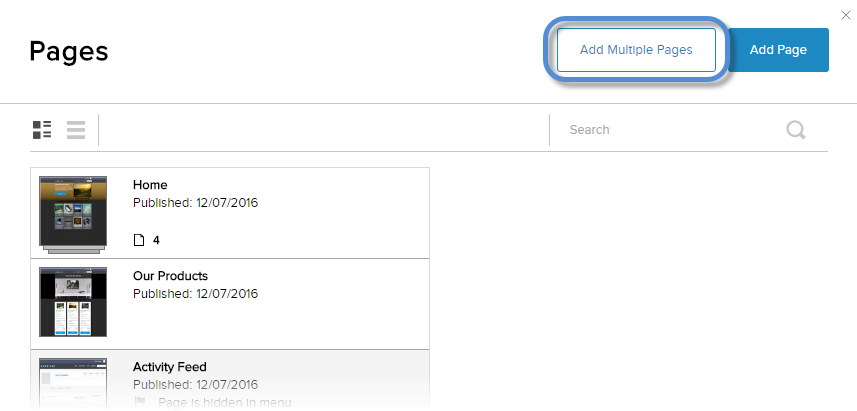 Pages
Add Multiple Pages
Add Page
Search
Home
Published: 12/07/2016
4
Our Products
Published: 12/07/2016
Activity Feed
Published: 12/07/2016
Page is hidden in menu